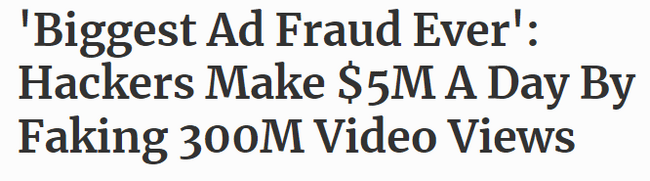 'Biggest Ad Fraud Ever':
Hackers Make $5M A Day By
Faking 300M Video Views